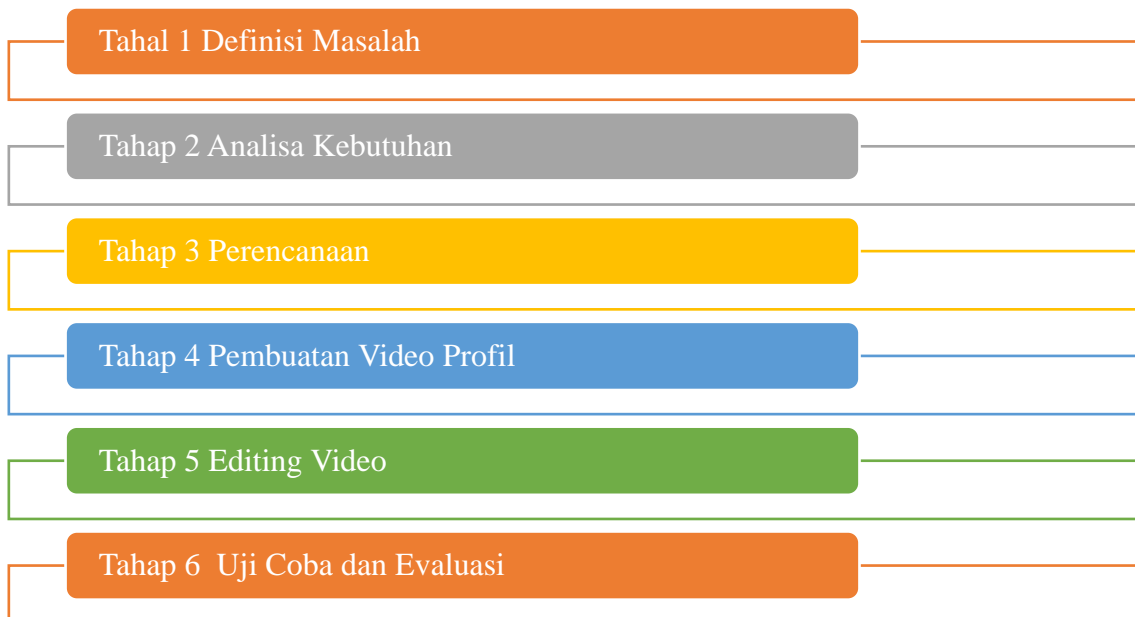 Tahal 1 Definisi Masalah
Tahap 2 Analisa Kebutuhan
Tahap 3 Perencanaan
Tahap 4 Pembuatan Video Profil
Tahap 5 Editing Video
Tahap 6  Uji Coba dan Evaluasi